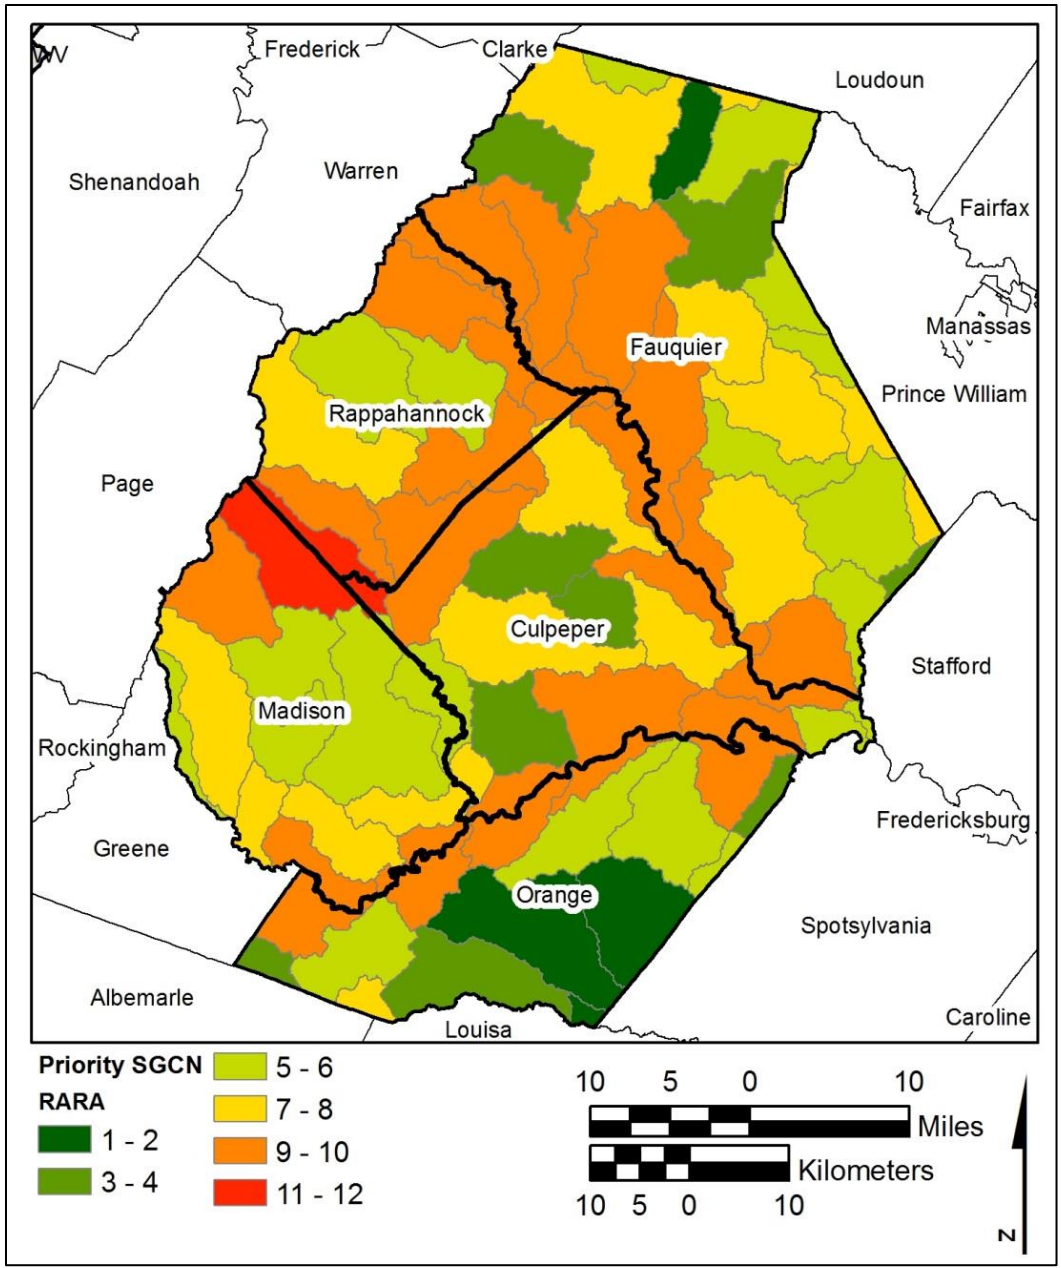 WV
Frederick
Clarke
Loudoun
Shenandoah
Warren
Fairfax
Manassas
Fauquier
Prince William
Rappahannock
Page
Culpeper
Stafford
Madison
Rockingham
Fredericksburg
Greene
Orange
Spotsylvania
Albemarle
Louisa
Caroline
Priority SGCN
RARA
1 - 2
3 - 4
5 - 6
7 - 8
9 - 10
11 - 12
10 5 0 10
Miles
Kilometers
10 5 0 10
N